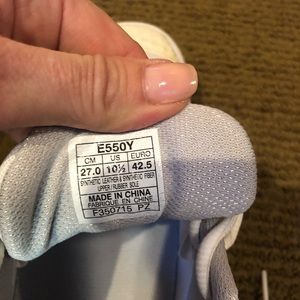 E550Y
CM US EURO
27.0 10½ 42.5
SYNTHETIC LEATHER & SYNTHETIC FIBER
UPPER / RUBBER SOLE
MADE IN CHINA
FABRIQUE EN CHINE
F350715 PZ